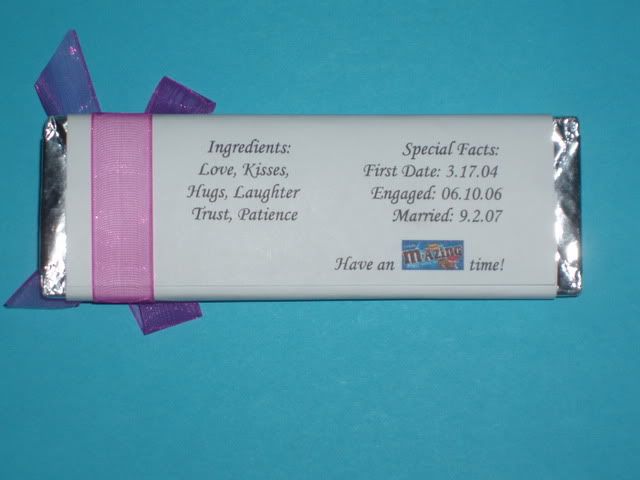 Ingredients:
Love, Kisses,
Hugs, Laughter
Trust, Patience
Special Facts:
First Date: 3.17.04
Engaged: 06.10.06
Married: 9.2.07
Have an M-AZING time!